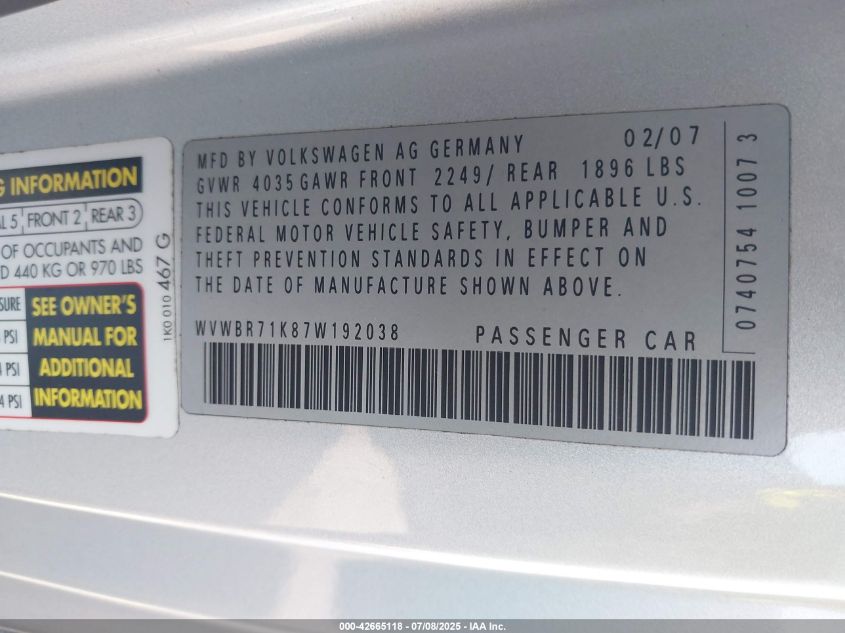 G INFORMATION
AL 5 FRONT 2 REAR 3
OF OCCUPANTS AND
D 440 KG OR 970 LBS
SURE
PSI
PSI
4 PSI
SEE OWNER'S
MANUAL FOR
ADDITIONAL
INFORMATION
1K0 010 467 G
MFD BY VOLKSWAGEN AG GERMANY 02/07
GVWR 4035 GAWR FRONT 2249/ REAR 1896 LBS
THIS VEHICLE CONFORMS TO ALL APPLICABLE U.S.
FEDERAL MOTOR VEHICLE SAFETY, BUMPER AND
THEFT PREVENTION STANDARDS IN EFFECT ON
THE DATE OF MANUFACTURE SHOWN ABOVE.
WVWBR71K87W192038 PASSENGER CAR
0740754 1007 3
000-42665118 - 07/08/2025 - IAA Inc.